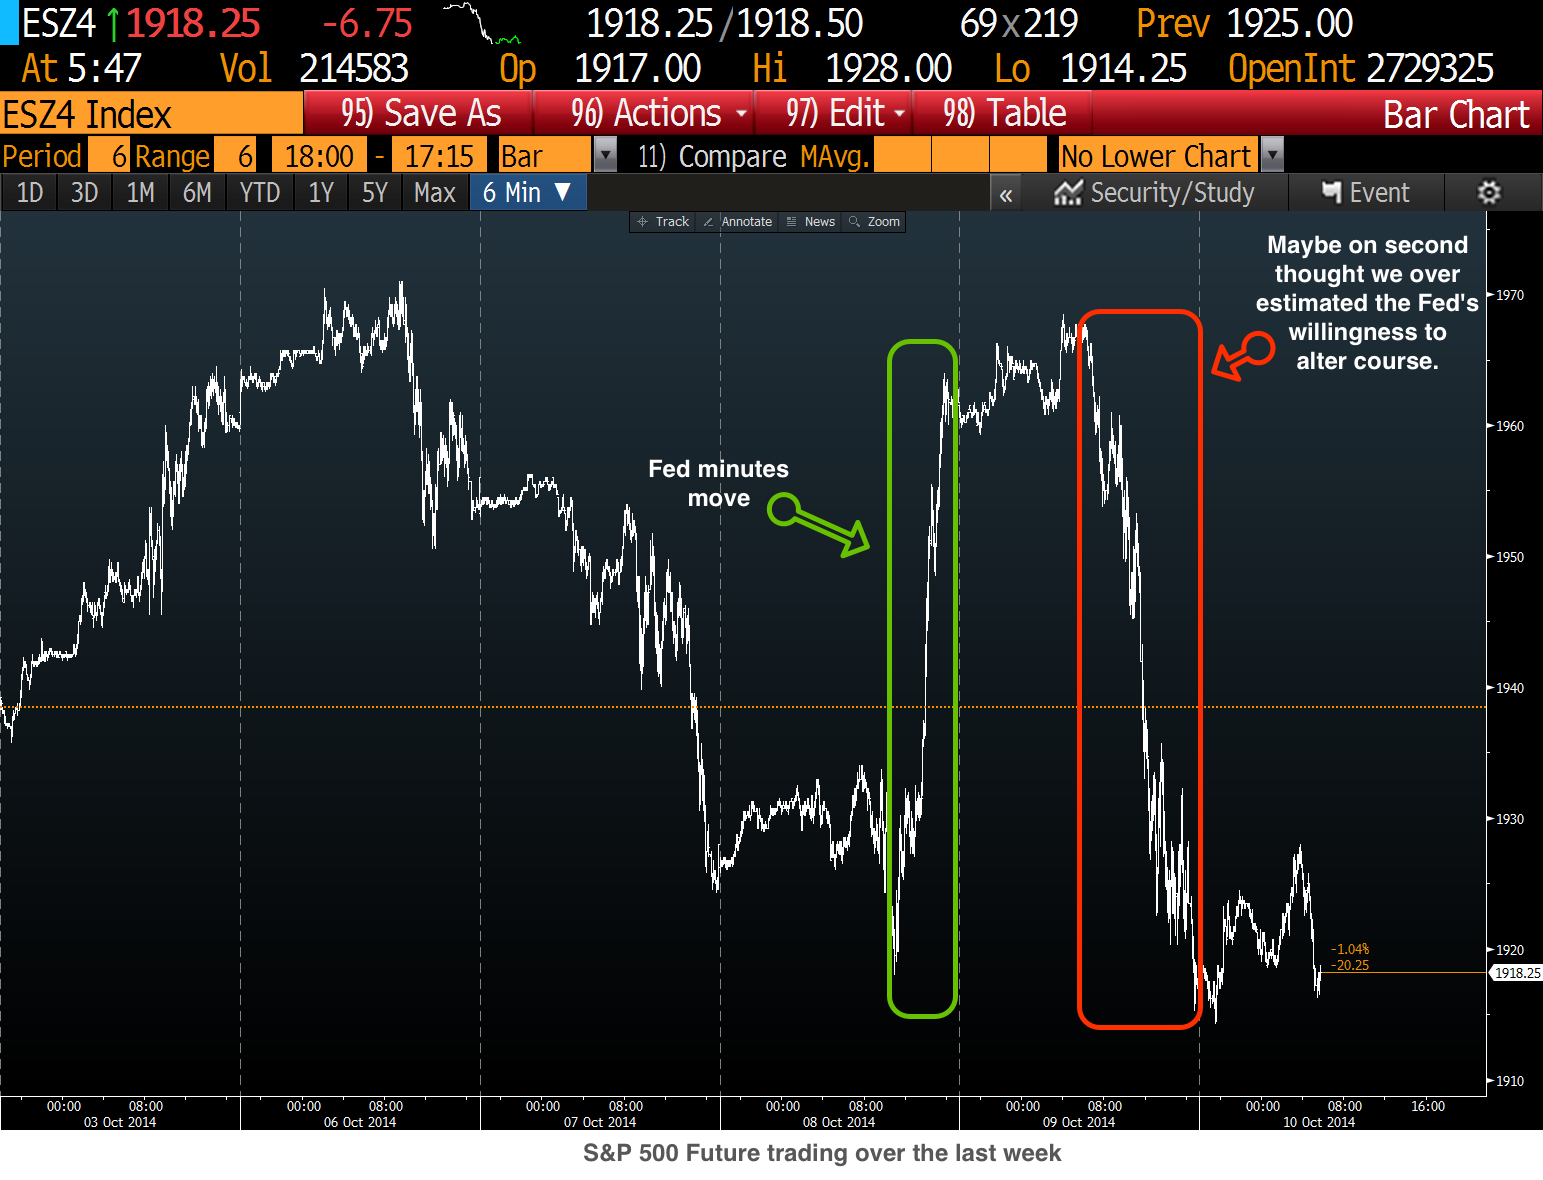 ESZ4 ↑1918.25 -6.75 1918.25/1918.50 69x219 Prev 1925.00
At 5:47 Vol 214583 Op 1917.00 Hi 1928.00 Lo 1914.25 OpenInt 2729325
ESZ4 Index 95) Save As 96) Actions 97) Edit 98) Table Bar Chart
Period 6 Range 6 18:00 - 17:15 Bar 11) Compare MAvg. No Lower Chart
1D 3D 1M 6M YTD 1Y 5Y Max 6 Min ▼ « Security/Study Event
Track Annotate News Zoom
Maybe on second
thought we over
estimated the Fed's
willingness to
alter course.
Fed minutes
move
1970
1960
1950
1940
1930
1920
1910
-1.04%
-20.25
1918.25
00:00 08:00 00:00 08:00 00:00 08:00 00:00 08:00 00:00 08:00 00:00 08:00 16:00
03 Oct 2014 06 Oct 2014 07 Oct 2014 08 Oct 2014 09 Oct 2014 10 Oct 2014
S&P 500 Future trading over the last week